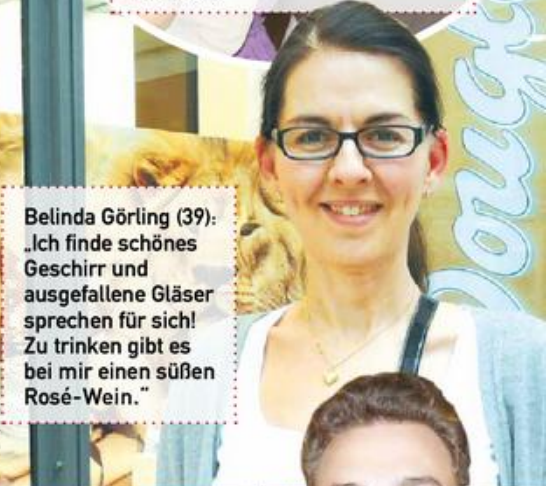 Belinda Görling (39):
„Ich finde schönes
Geschirr und
ausgefallene Gläser
sprechen für sich!
Zu trinken gibt es
bei mir einen süßen
Rosé-Wein.“